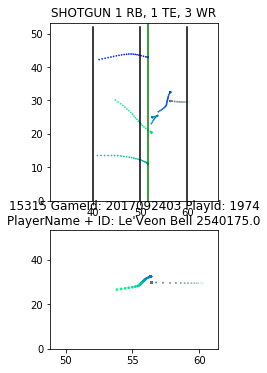 SHOTGUN 1 RB, 1 TE, 3 WR
50
40
30
20
10
0
40 50 60
15315 GameId: 2017092403 PlayId: 1974
PlayerName + ID: Le'Veon Bell 2540175.0
40
20
0
50 55 60